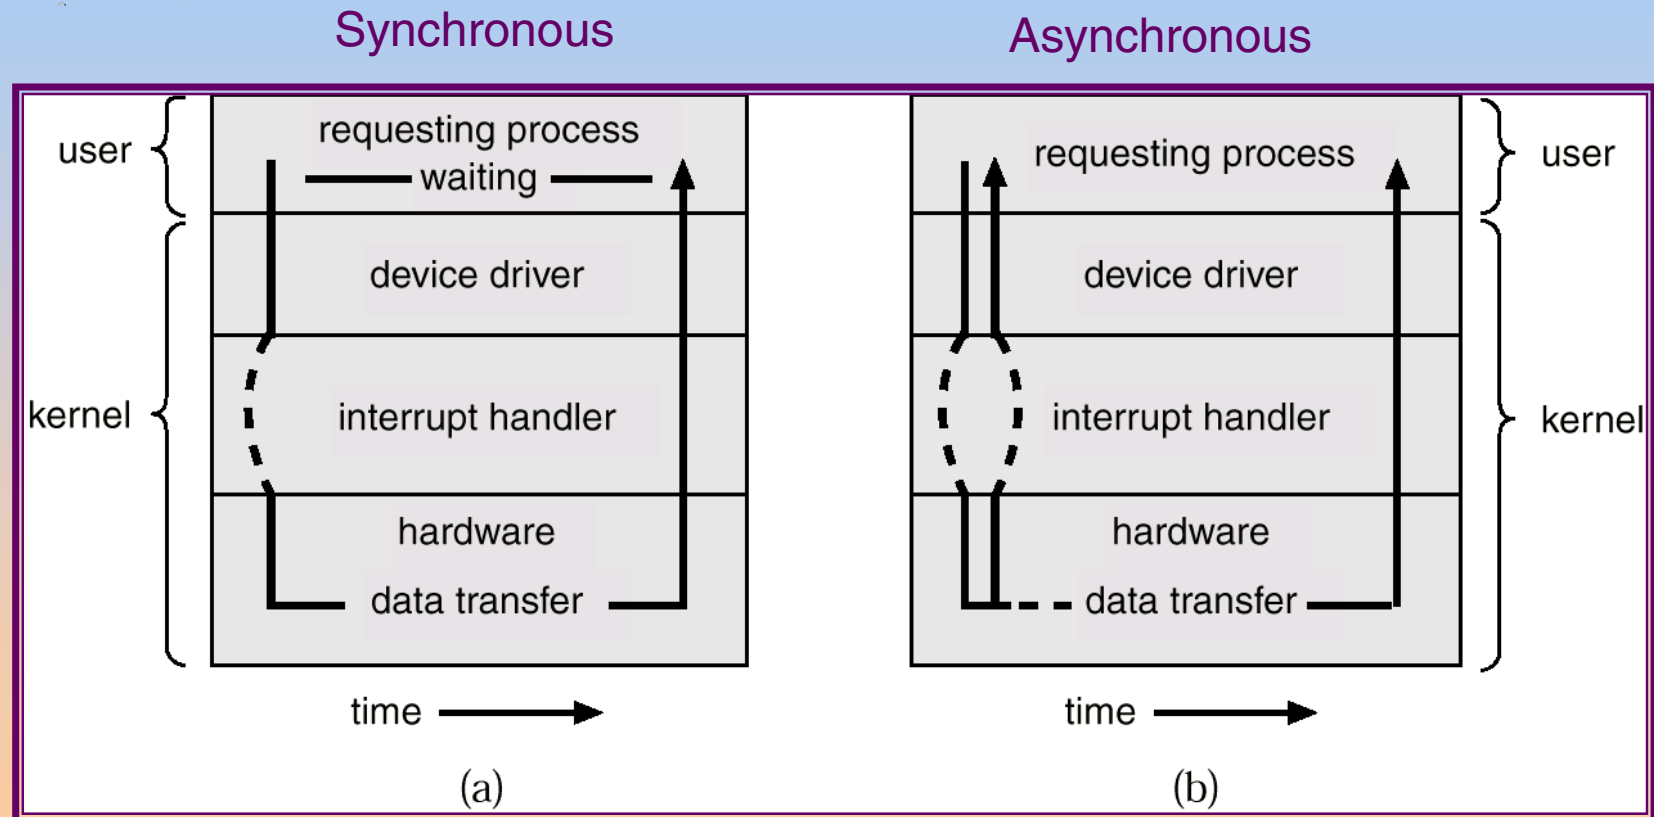 Synchronous
Asynchronous
user
requesting process
waiting
device driver
kernel
interrupt handler
hardware
data transfer
time
(a)
requesting process
user
device driver
interrupt handler
kernel
hardware
data transfer
time
(b)